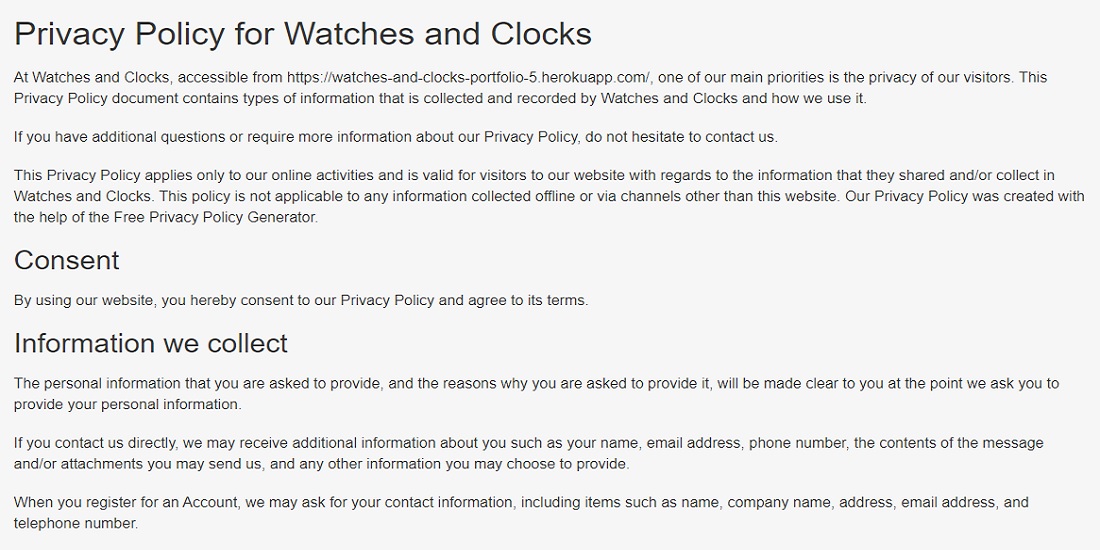 Privacy Policy for Watches and Clocks
At Watches and Clocks, accessible from https://watches-and-clocks-portfolio-5.herokuapp.com/, one of our main priorities is the privacy of our visitors. This
Privacy Policy document contains types of information that is collected and recorded by Watches and Clocks and how we use it.
If you have additional questions or require more information about our Privacy Policy, do not hesitate to contact us.
This Privacy Policy applies only to our online activities and is valid for visitors to our website with regards to the information that they shared and/or collect in
Watches and Clocks. This policy is not applicable to any information collected offline or via channels other than this website. Our Privacy Policy was created with
the help of the Free Privacy Policy Generator.
Consent
By using our website, you hereby consent to our Privacy Policy and agree to its terms.
Information we collect
The personal information that you are asked to provide, and the reasons why you are asked to provide it, will be made clear to you at the point we ask you to
provide your personal information.
If you contact us directly, we may receive additional information about you such as your name, email address, phone number, the contents of the message
and/or attachments you may send us, and any other information you may choose to provide.
When you register for an Account, we may ask for your contact information, including items such as name, company name, address, email address, and
telephone number.